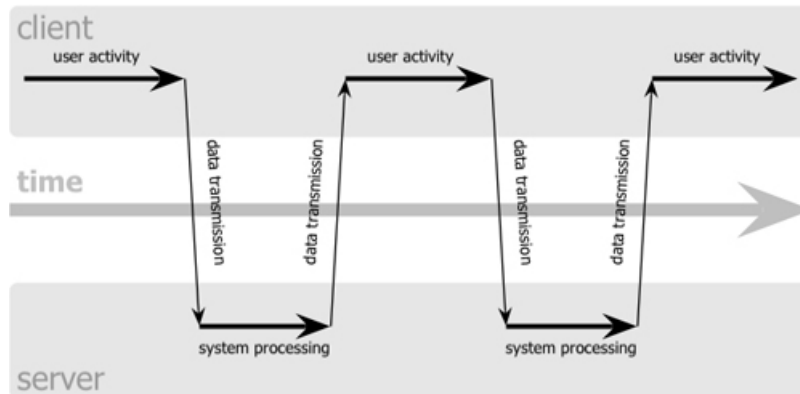 client
user activity
user activity
user activity
data transmission
data transmission
data transmission
data transmission
time
system processing
system processing
server